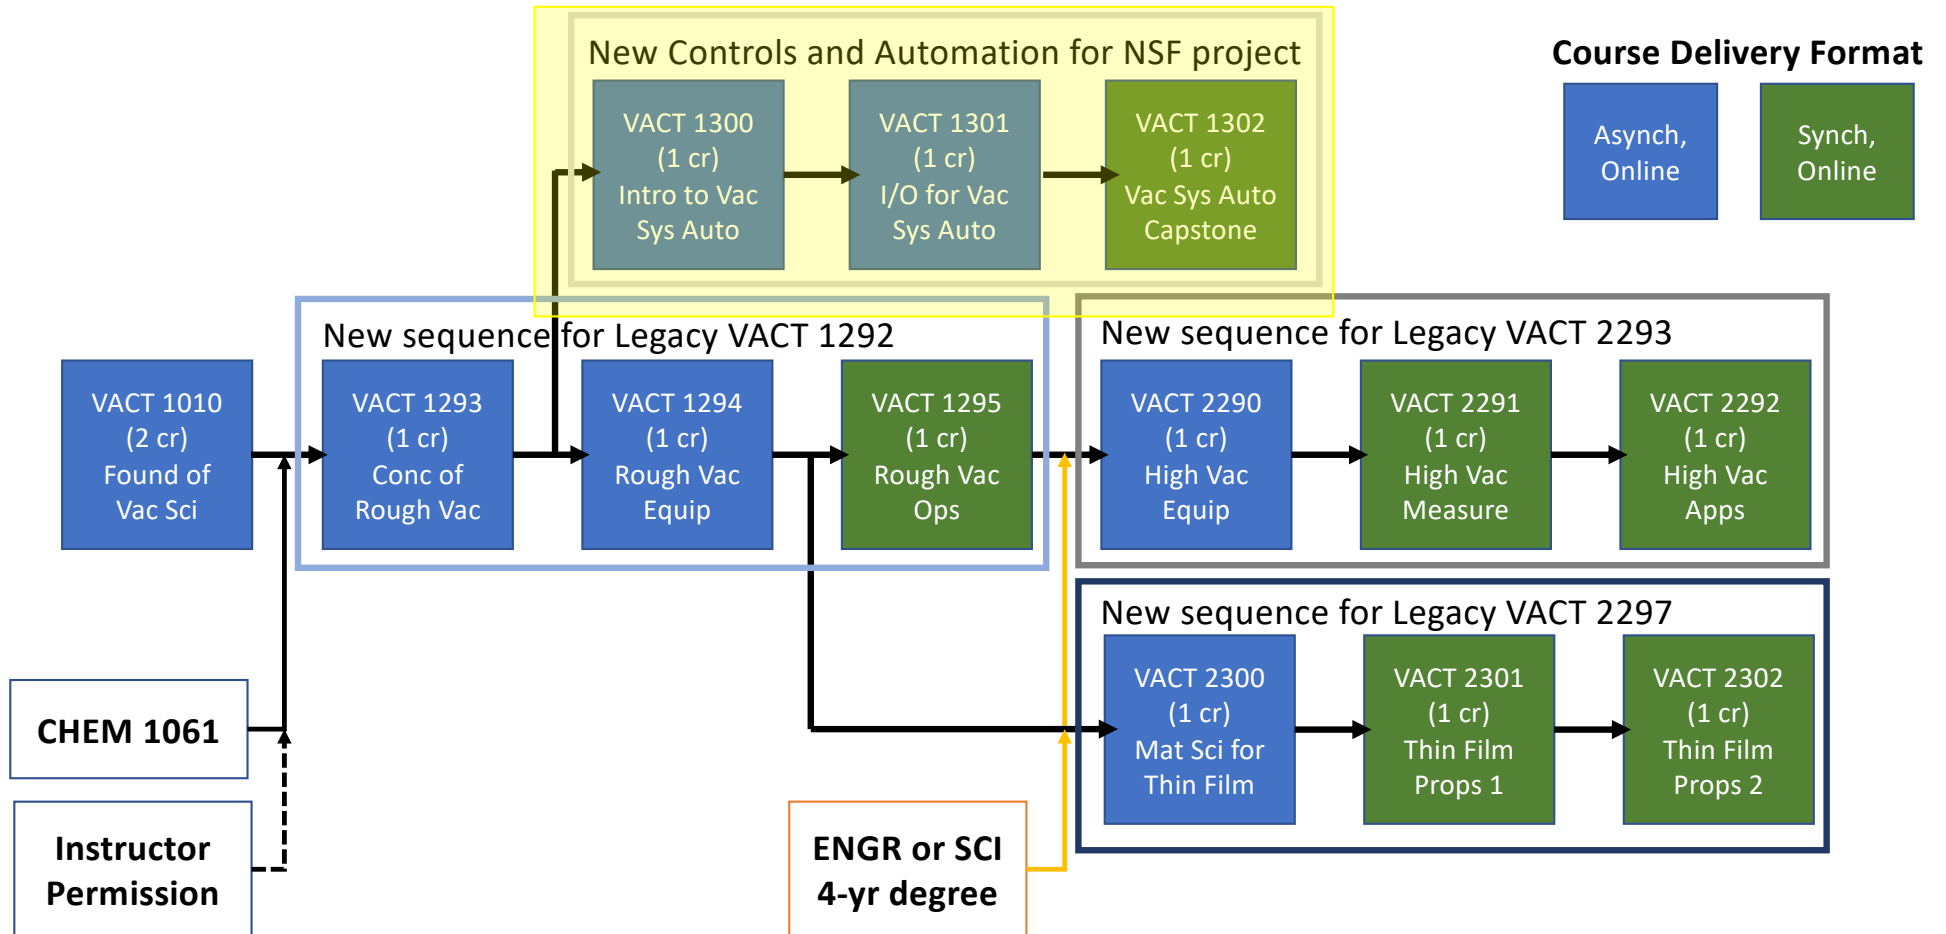 New Controls and Automation for NSF project
VACT 1300
(1 cr)
Intro to Vac
Sys Auto
VACT 1301
(1 cr)
I/O for Vac
Sys Auto
VACT 1302
(1 cr)
Vac Sys Auto
Capstone
Course Delivery Format
Asynch,
Online
Synch,
Online
New sequence for Legacy VACT 1292
VACT 1010
(2 cr)
Found of
Vac Sci
VACT 1293
(1 cr)
Conc of
Rough Vac
VACT 1294
(1 cr)
Rough Vac
Equip
VACT 1295
(1 cr)
Rough Vac
Ops
New sequence for Legacy VACT 2293
VACT 2290
(1 cr)
High Vac
Equip
VACT 2291
(1 cr)
High Vac
Measure
VACT 2292
(1 cr)
High Vac
Apps
New sequence for Legacy VACT 2297
VACT 2300
(1 cr)
Mat Sci for
Thin Film
VACT 2301
(1 cr)
Thin Film
Props 1
VACT 2302
(1 cr)
Thin Film
Props 2
CHEM 1061
Instructor
Permission
ENGR or SCI
4-yr degree